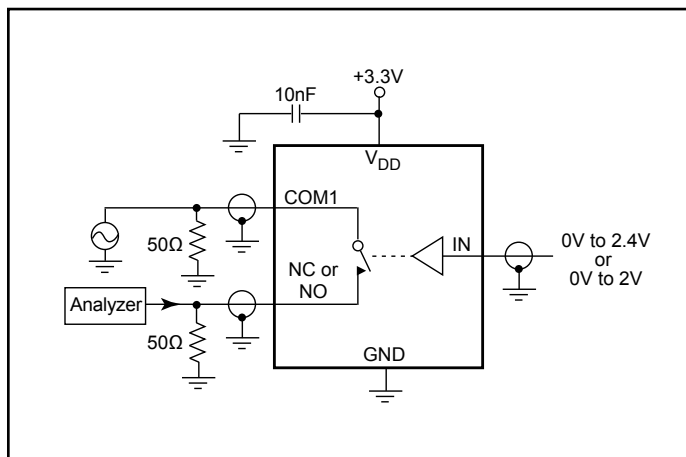 +3.3V
10nF
VDD
COM1
IN
0V to 2.4V
or
0V to 2V
50Ω
NC or
NO
Analyzer
50Ω
GND